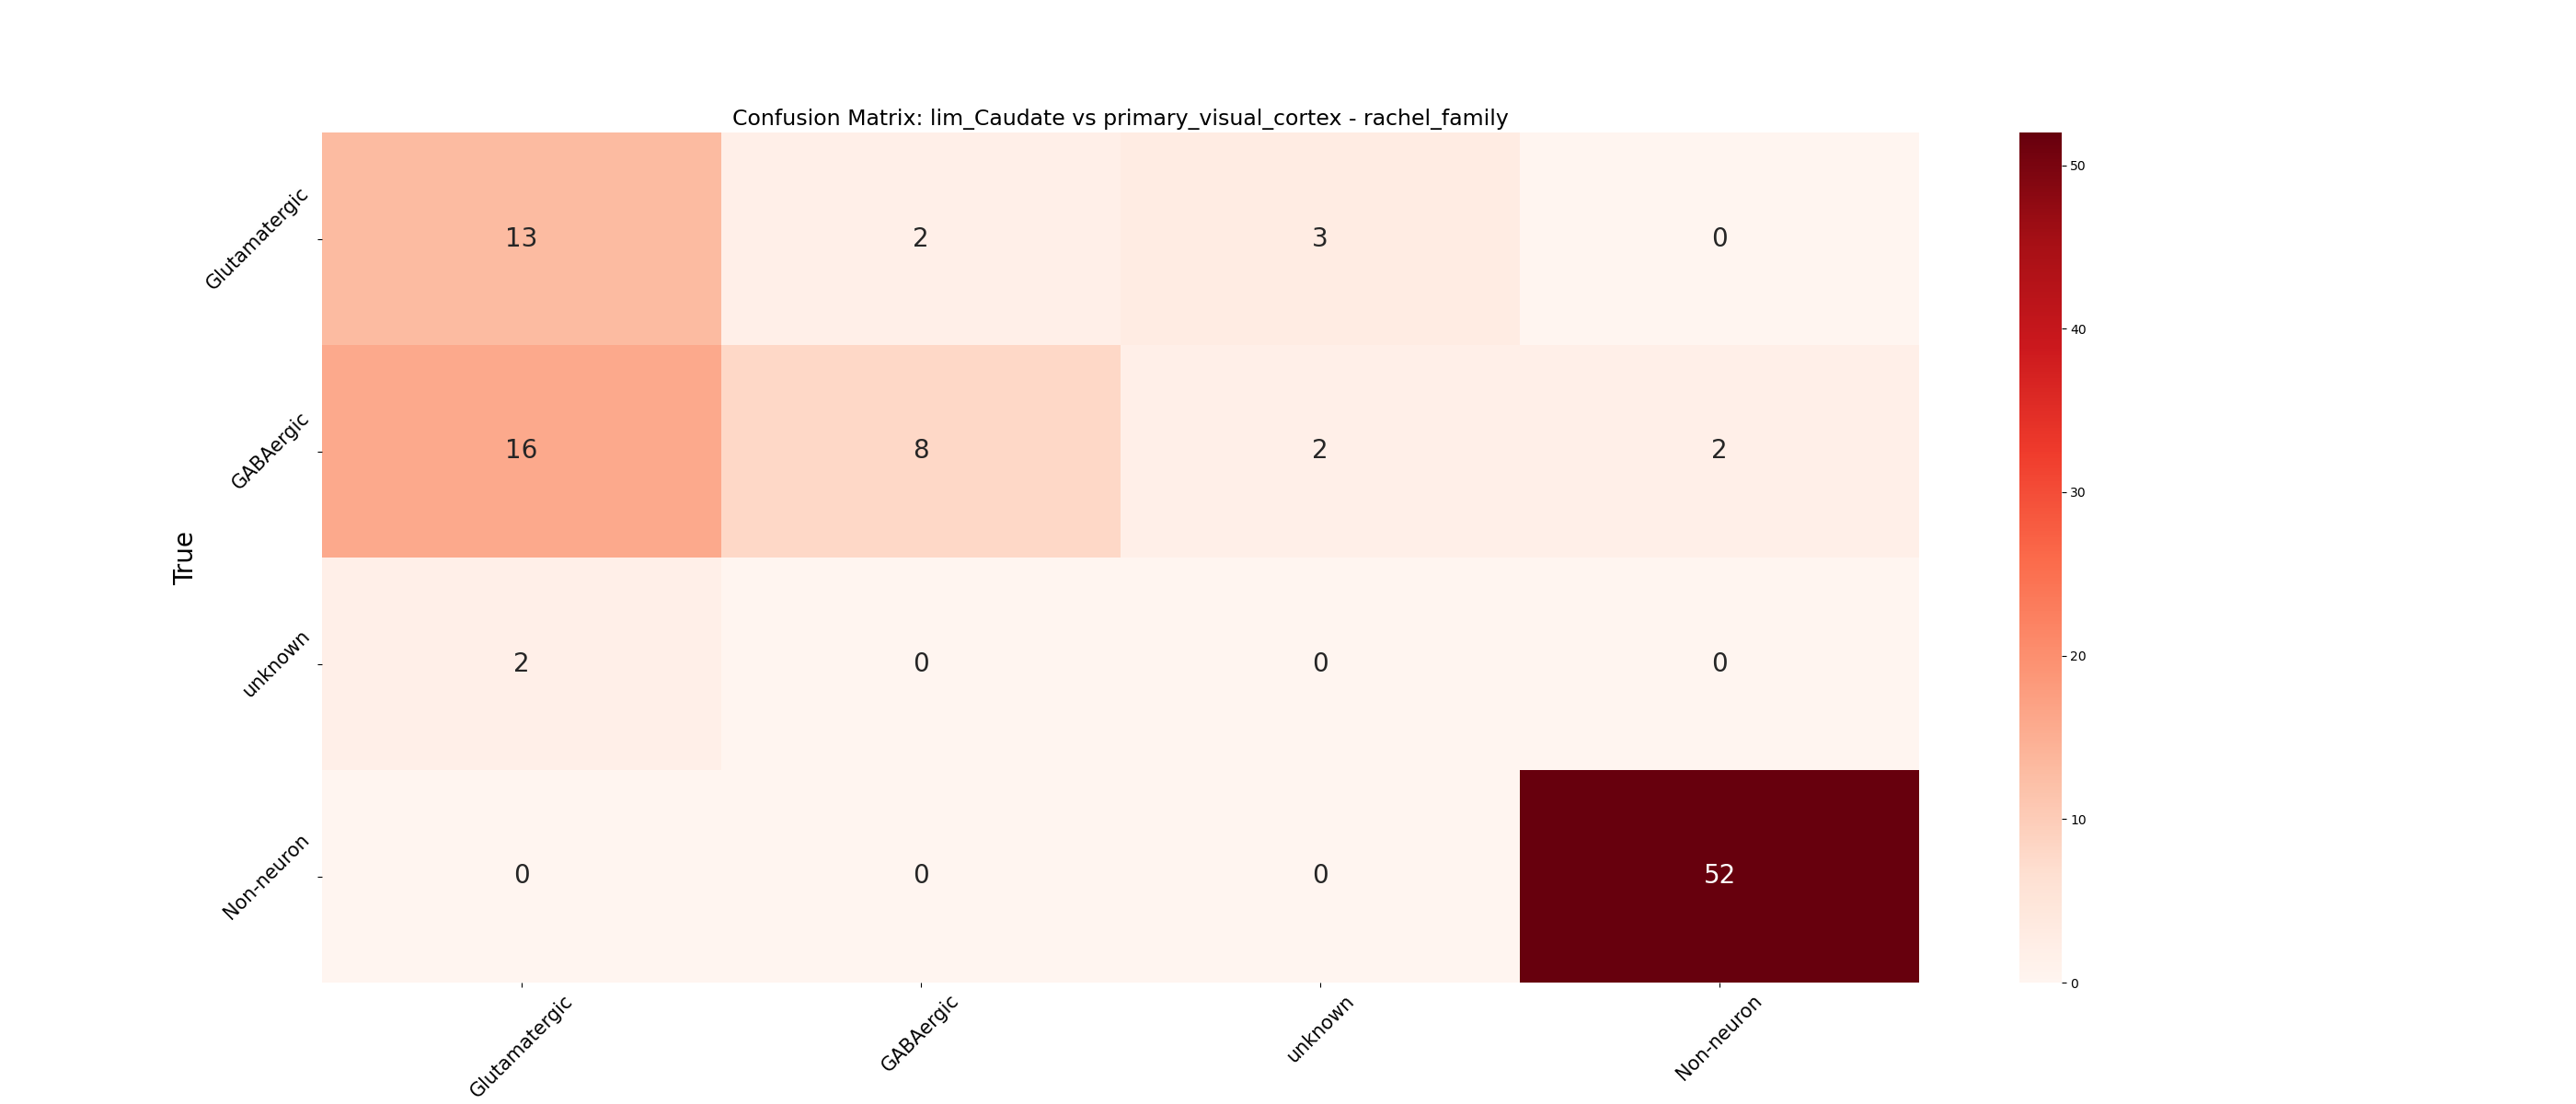 Confusion Matrix: lim_Caudate vs primary_visual_cortex - rachel_family
True
Glutamatergic
13 2 3 0
GABAergic
16 8 2 2
unknown
2 0 0 0
Non-neuron
0 0 0 52
Glutamatergic GABAergic unknown Non-neuron
50
40
30
20
10
0